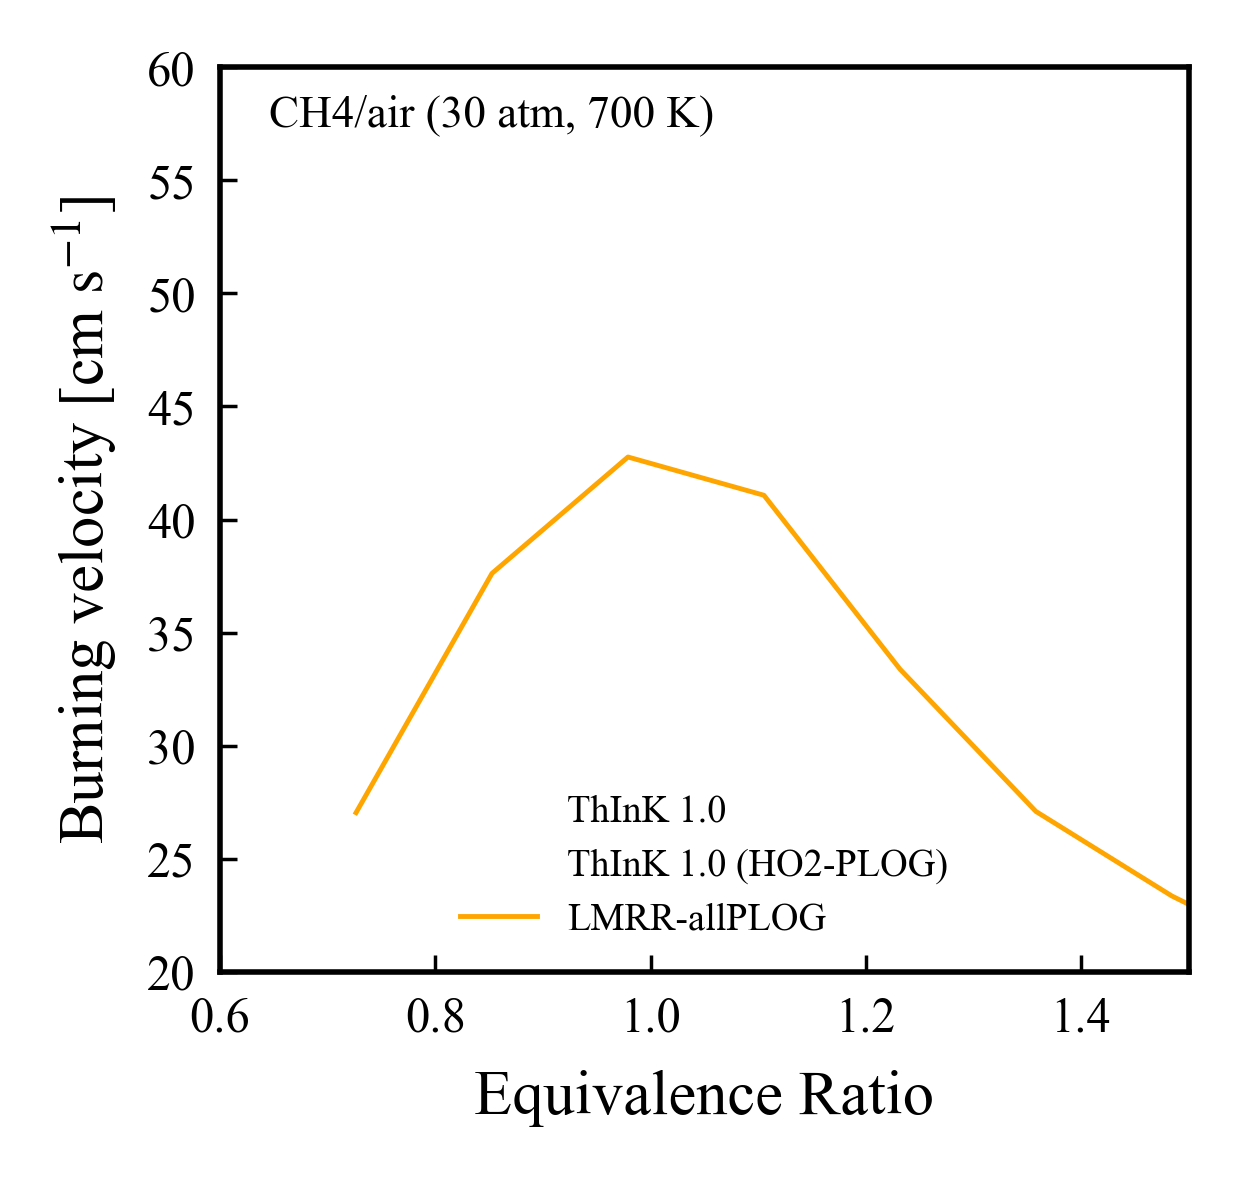 60
CH4/air (30 atm, 700 K)
55
50
45
40
35
30
25
20
Burning velocity [cm s⁻¹]
ThInK 1.0
ThInK 1.0 (HO2-PLOG)
LMRR-allPLOG
0.6 0.8 1.0 1.2 1.4
Equivalence Ratio